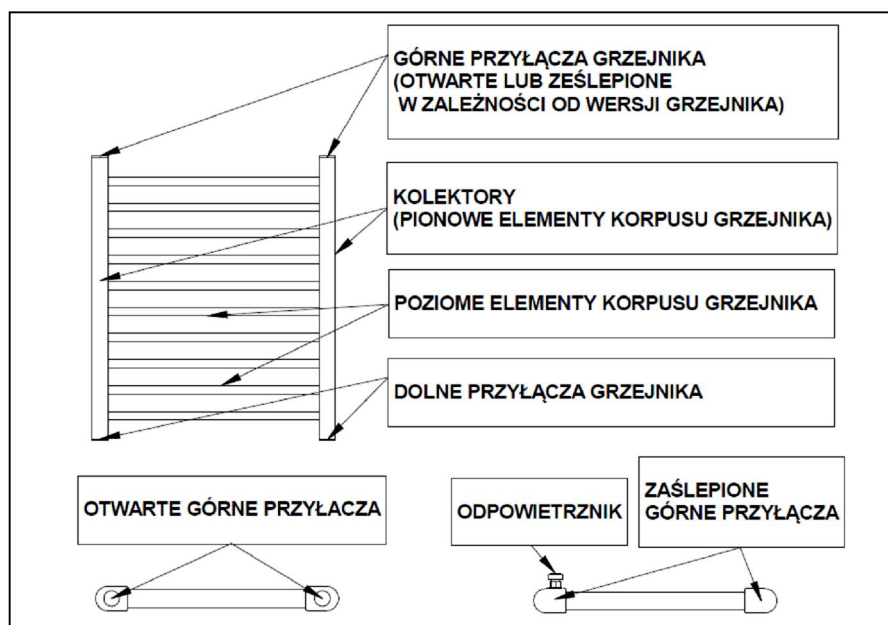 GÓRNE PRZYŁĄCZA GRZEJNIKA
(OTWARTE LUB ZEŚLEPIONE
W ZALEŻNOŚCI OD WERSJI GRZEJNIKA)
KOLEKTORY
(PIONOWE ELEMENTY KORPUSU GRZEJNIKA)
POZIOME ELEMENTY KORPUSU GRZEJNIKA
DOLNE PRZYŁĄCZA GRZEJNIKA
OTWARTE GÓRNE PRZYŁACZA
ODPOWIETRZNIK
ZAŚLEPIONE
GÓRNE PRZYŁĄCZA